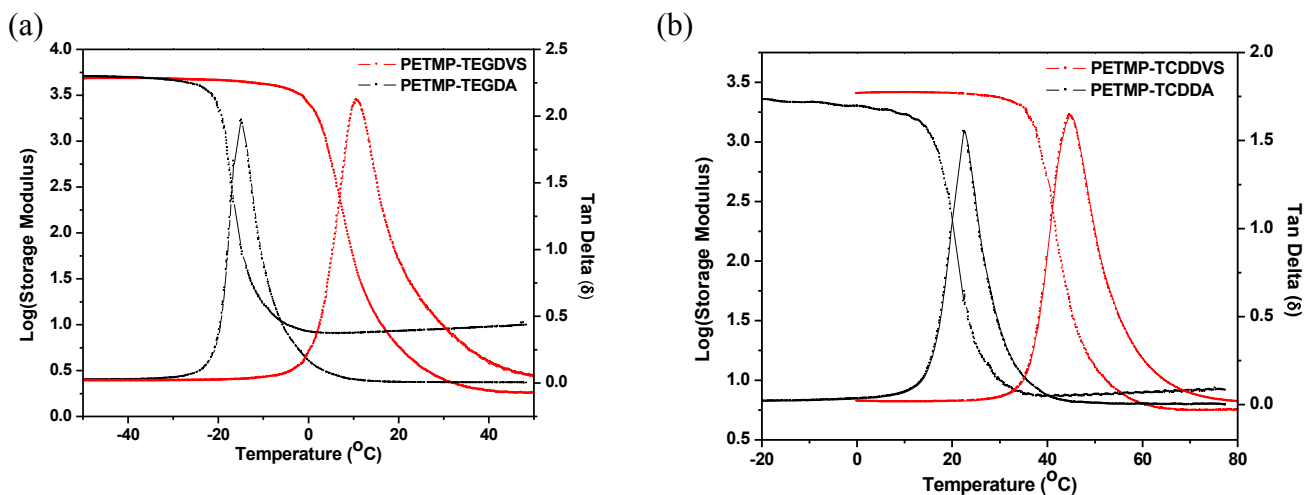 (a)
4.0
3.5
3.0
2.5
2.0
1.5
1.0
0.5
0.0
Log(Storage Modulus)
PETMP-TEGDVS
PETMP-TEGDA
2.5
2.0
1.5
1.0
0.5
0.0
Tan Delta (δ)
-40 -20 0 20 40
Temperature (°C)
(b)
3.5
3.0
2.5
2.0
1.5
1.0
0.5
Log(Storage Modulus)
PETMP-TCDDVS
PETMP-TCDDA
2.0
1.5
1.0
0.5
0.0
Tan Delta (δ)
-20 0 20 40 60 80
Temperature (°C)